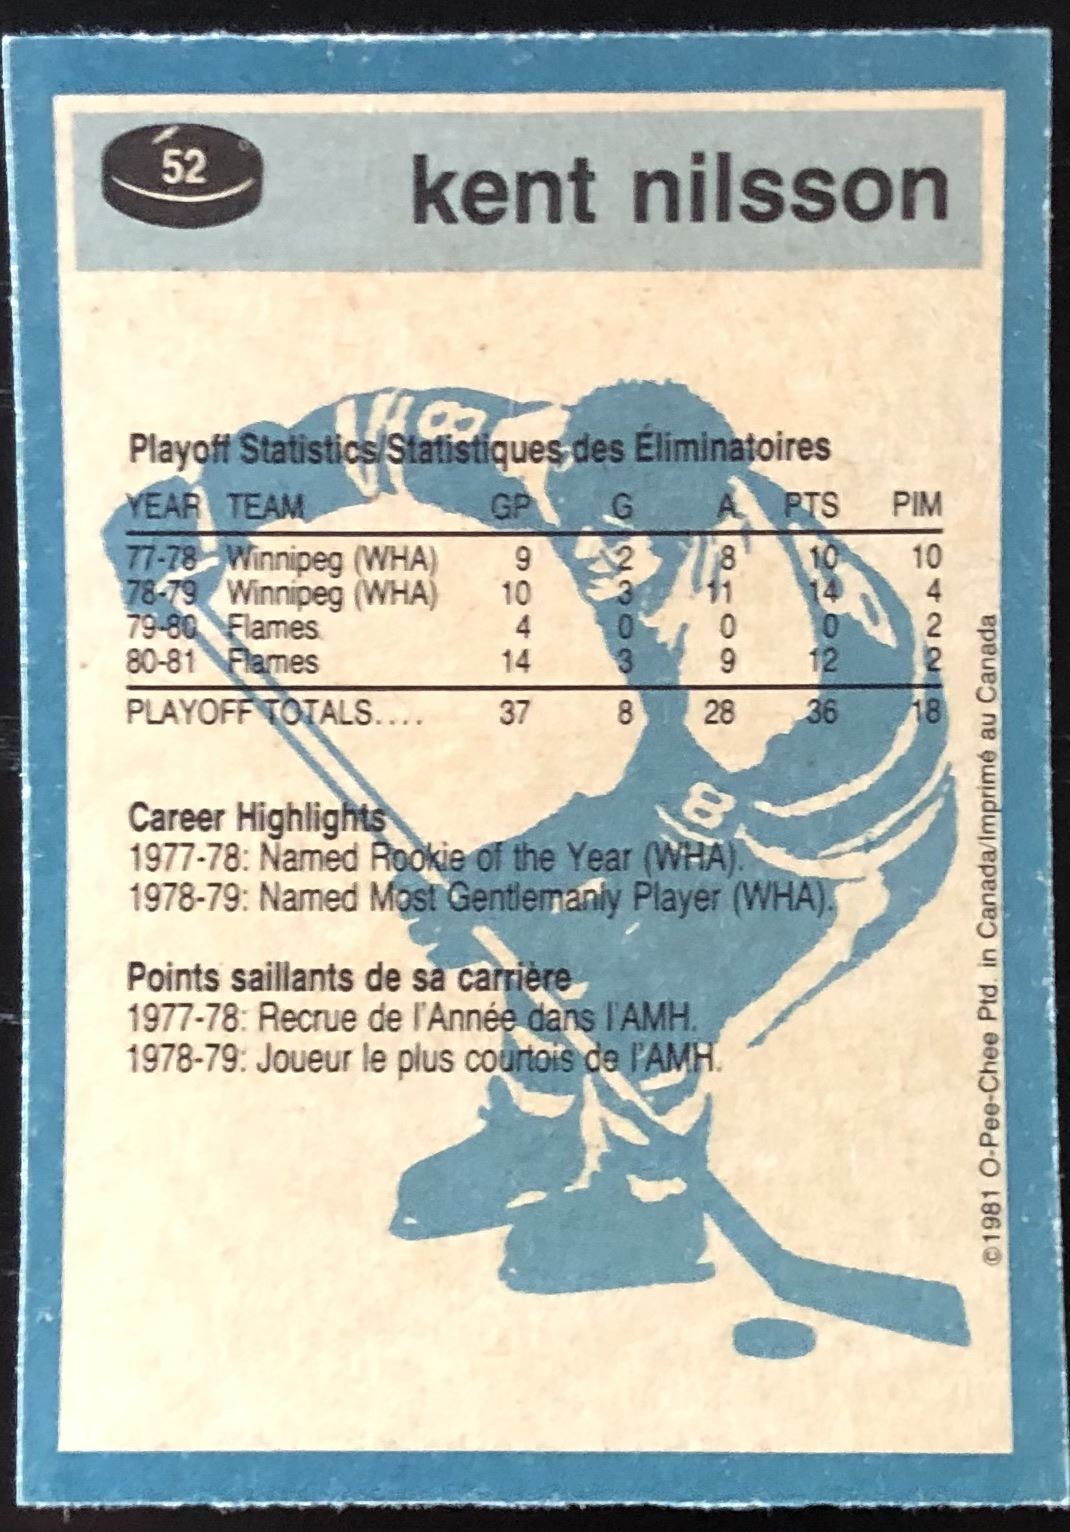 52
kent nilsson
Playoff Statistics/Statistiques des Éliminatoires
YEAR TEAM GP G A PTS PIM
77-78 Winnipeg (WHA) 9 2 8 10 10
78-79 Winnipeg (WHA) 10 3 11 14 4
79-80 Flames 4 0 0 0 2
80-81 Flames 14 3 9 12 2
PLAYOFF TOTALS.... 37 8 28 36 18
Career Highlights
1977-78: Named Rookie of the Year (WHA).
1978-79: Named Most Gentlemanly Player (WHA).
Points saillants de sa carrière
1977-78: Recrue de l'Année dans l'AMH.
1978-79: Joueur le plus courtois de l'AMH.
©1981 O-Pee-Chee Ptd. in Canada/Imprimé au Canada
8
8